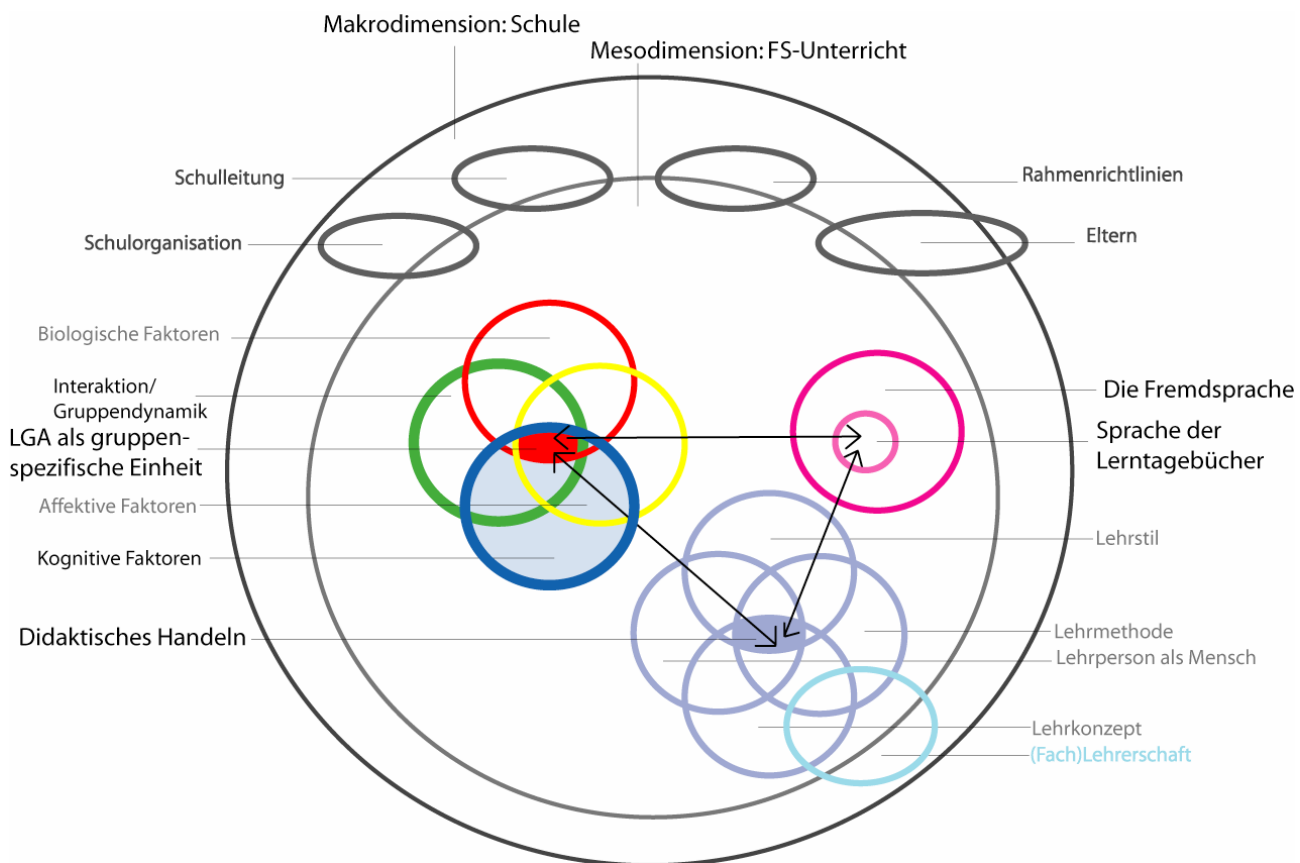 Makrodimension: Schule
Mesodimension: FS-Unterricht
Schulleitung
Rahmenrichtlinien
Schulorganisation
Eltern
Biologische Faktoren
Interaktion/
Gruppendynamik
LGA als gruppen-
spezifische Einheit
Affektive Faktoren
Kognitive Faktoren
Didaktisches Handeln
Die Fremdsprache
Sprache der
Lerntagebücher
Lehrstil
Lehrmethode
Lehrperson als Mensch
Lehrkonzept
(Fach)Lehrerschaft